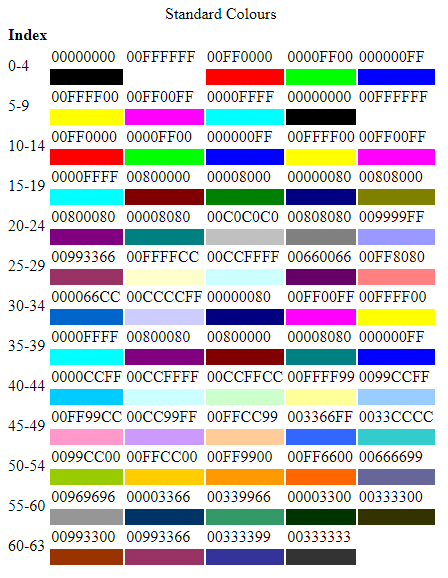 Standard Colours
Index
0-4 00000000 00FFFFFF 00FF0000 0000FF00 000000FF
5-9 00FFFF00 00FF00FF 0000FFFF 00000000 00FFFFFF
10-14 00FF0000 0000FF00 000000FF 00FFFF00 00FF00FF
15-19 0000FFFF 00800000 00008000 00000080 00808000
20-24 00800080 00008080 00C0C0C0 00808080 009999FF
25-29 00993366 00FFFFCC 00CCFFFF 00660066 00FF8080
30-34 000066CC 00CCCCFF 00000080 00FF00FF 00FFFF00
35-39 0000FFFF 00800080 00800000 00008080 000000FF
40-44 0000CCFF 00CCFFFF 00CCFFCC 00FFFF99 0099CCFF
45-49 00FF99CC 00CC99FF 00FFCC99 003366FF 0033CCCC
50-54 0099CC00 00FFCC00 00FF9900 00FF6600 00666699
55-60 00969696 00003366 00339966 00003300 00333300
60-63 00993300 00993366 00333399 00333333